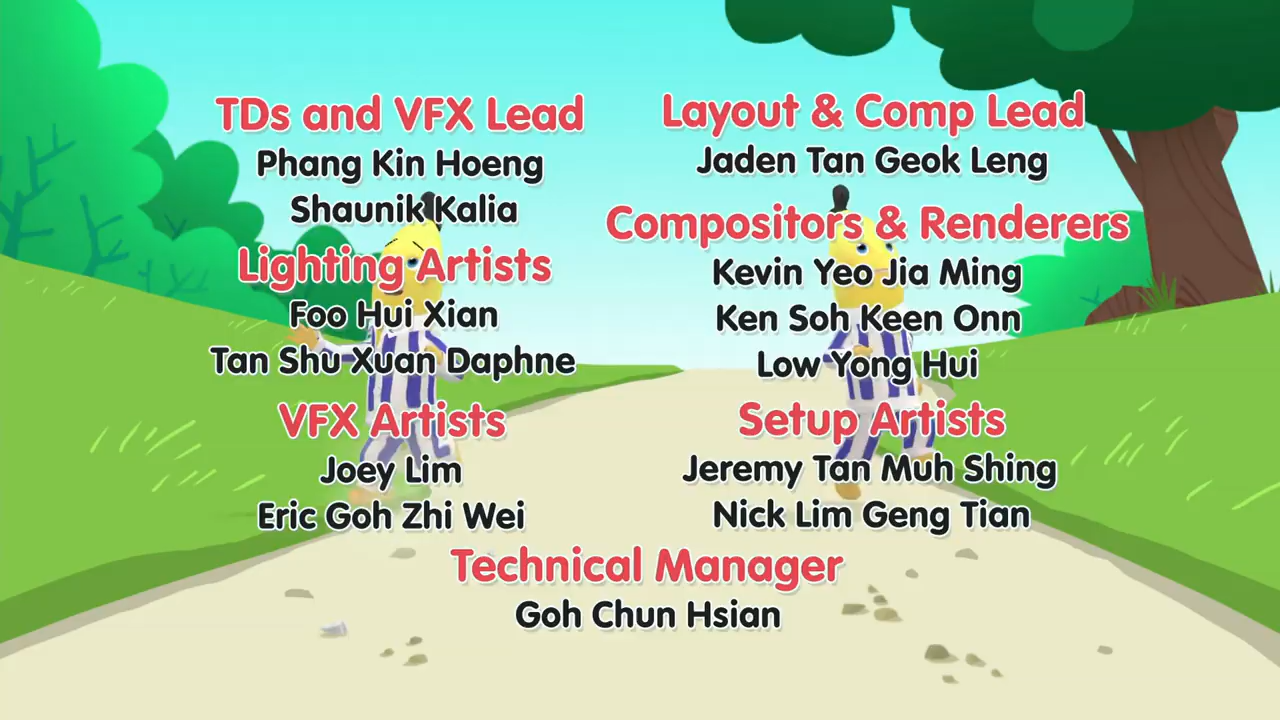 TDs and VFX Lead
Phang Kin Hoeng
Shaunik Kalia
Lighting Artists
Foo Hui Xian
Tan Shu Xuan Daphne
VFX Artists
Joey Lim
Eric Goh Zhi Wei
Layout & Comp Lead
Jaden Tan Geok Leng
Compositors & Renderers
Kevin Yeo Jia Ming
Ken Soh Keen Onn
Low Yong Hui
Setup Artists
Jeremy Tan Muh Shing
Nick Lim Geng Tian
Technical Manager
Goh Chun Hsian